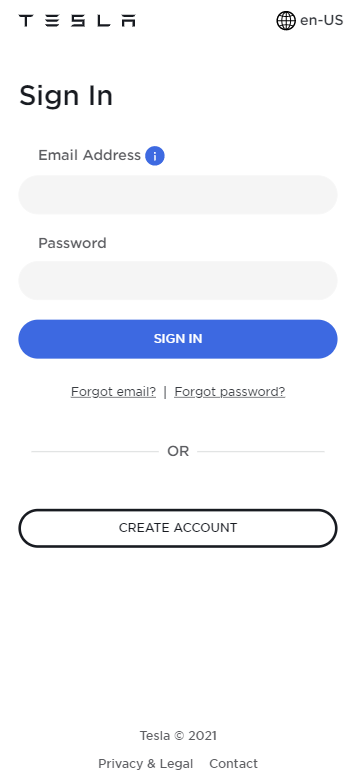 TESLA en-US
Sign In
Email Address i
Password
SIGN IN
Forgot email? | Forgot password?
OR
CREATE ACCOUNT
Tesla © 2021
Privacy & Legal Contact